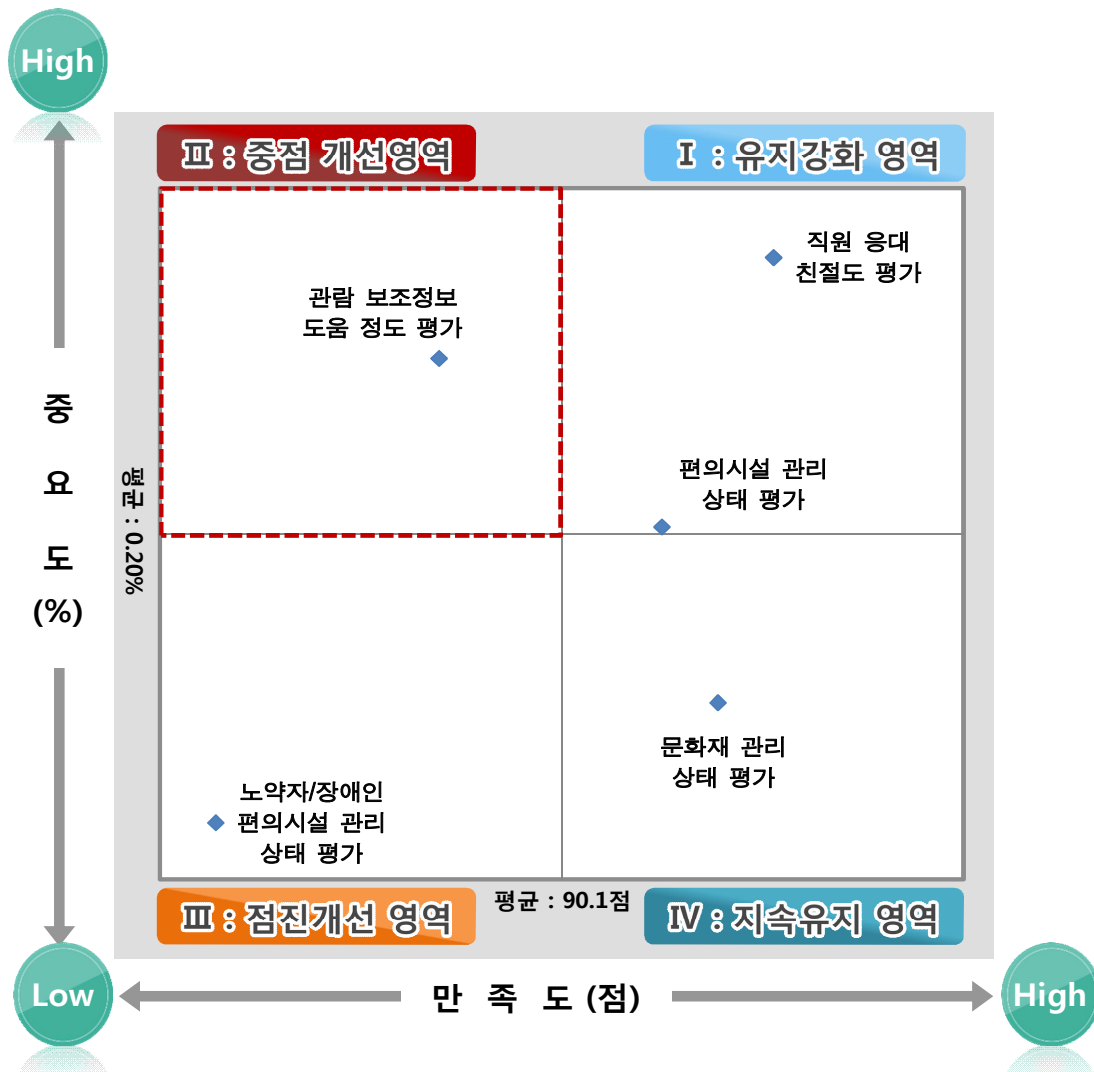 High
Ⅱ : 중점 개선영역
Ⅰ : 유지강화 영역
직원 응대
친절도 평가
관람 보조정보
도움 정도 평가
편의시설 관리
상태 평가
중
요
도
(%)
평균 : 0.20%
문화재 관리
상태 평가
노약자/장애인
편의시설 관리
상태 평가
평균 : 90.1점
Ⅲ : 점진개선 영역
Ⅳ : 지속유지 영역
Low
만 족 도 (점)
High